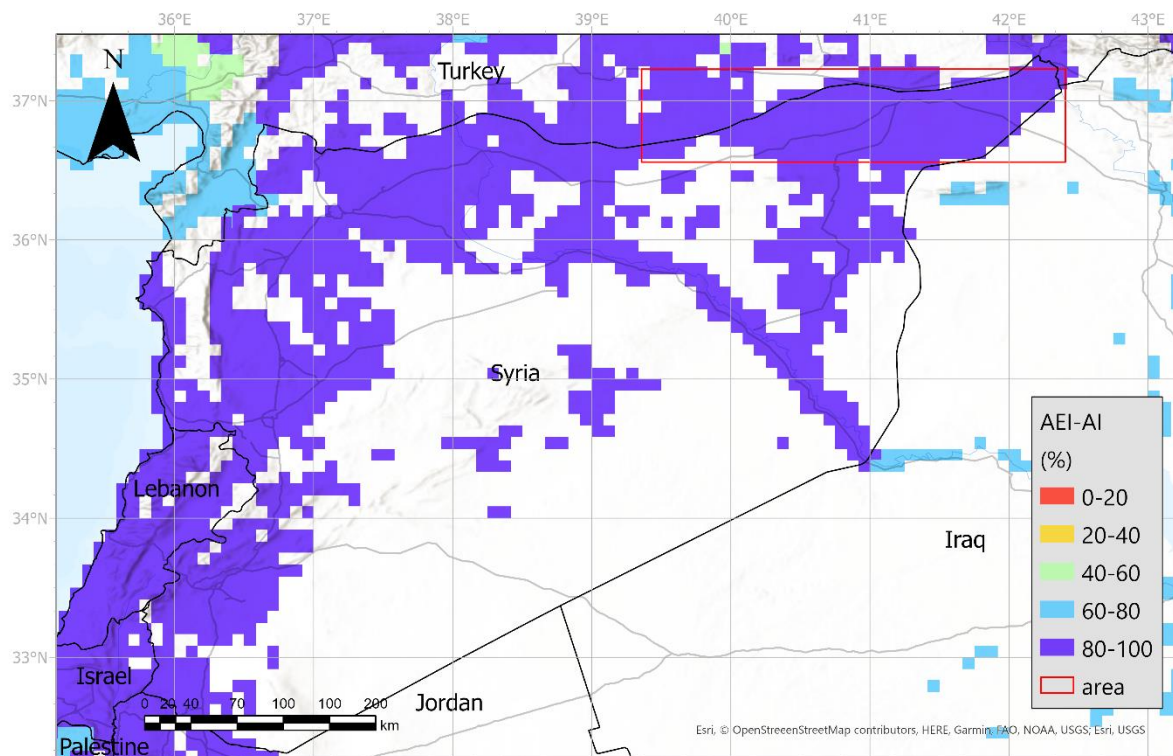 36°E 37°E 38°E 39°E 40°E 41°E 42°E 43°E
N
Turkey
37°N
36°N
35°N
Syria
AEI-AI
(%)
0-20
20-40
40-60
60-80
80-100
area
Lebanon
34°N
Iraq
33°N
Israel
Jordan
0 20 40 70 100 100 200
km
Palestine
Esri, © OpenStreeenStreetMap contributors, HERE, Garmin, FAO, NOAA, USGS; Esri, USGS